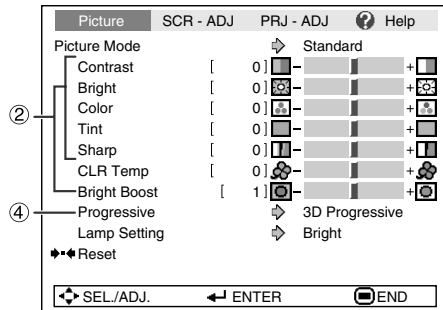 Picture SCR - ADJ PRJ - ADJ ? Help
Picture Mode Standard
Contrast [ 0 ] - +
Bright [ 0 ] - +
② Color [ 0 ] - +
Tint [ 0 ] - +
Sharp [ 0 ] - +
CLR Temp [ 0 ] - +
Bright Boost [ 1 ] - +
④ Progressive 3D Progressive
Lamp Setting Bright
Reset
SEL./ADJ. ENTER END